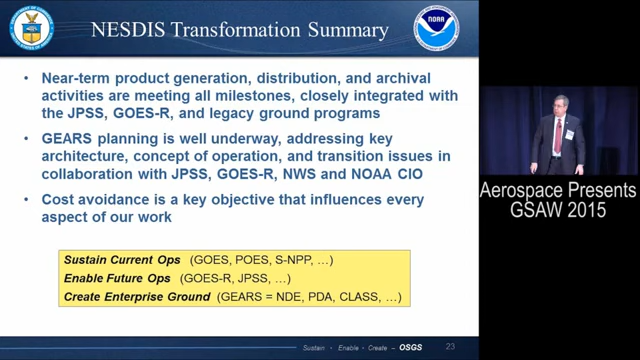 NESDIS Transformation Summary
NOAA
• Near-term product generation, distribution, and archival
activities are meeting all milestones, closely integrated with
the JPSS, GOES-R, and legacy ground programs
• GEARS planning is well underway, addressing key
architecture, concept of operation, and transition issues in
collaboration with JPSS, GOES-R, NWS and NOAA CIO
• Cost avoidance is a key objective that influences every
aspect of our work
Sustain Current Ops (GOES, POES, S-NPP, …)
Enable Future Ops (GOES-R, JPSS, …)
Create Enterprise Ground (GEARS = NDE, PDA, CLASS, …)
Sustain • Enable • Create – OSGS 23
Aerospace Presents
GSAW 2015